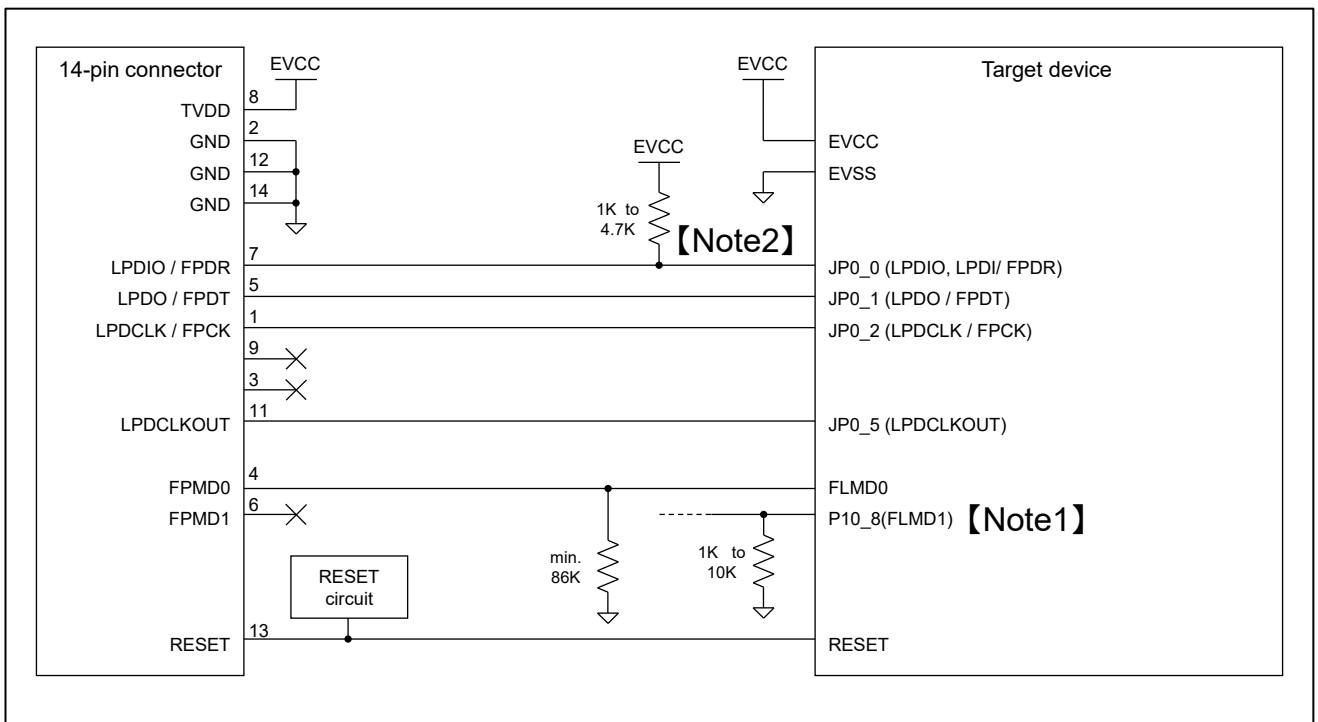 14-pin connector
EVCC
EVCC
Target device
8
TVDD
2
GND
EVCC
EVCC
12
GND
EVSS
14
GND
1K to
4.7K
【Note2】
7
LPDIO / FPDR
JP0_0 (LPDIO, LPDI/ FPDR)
5
LPDO / FPDT
JP0_1 (LPDO / FPDT)
1
LPDCLK / FPCK
JP0_2 (LPDCLK / FPCK)
9
3
11
LPDCLKOUT
JP0_5 (LPDCLKOUT)
4
FPMD0
FLMD0
6
FPMD1
P10_8(FLMD1)【Note1】
min.
86K
1K to
10K
RESET
circuit
13
RESET
RESET